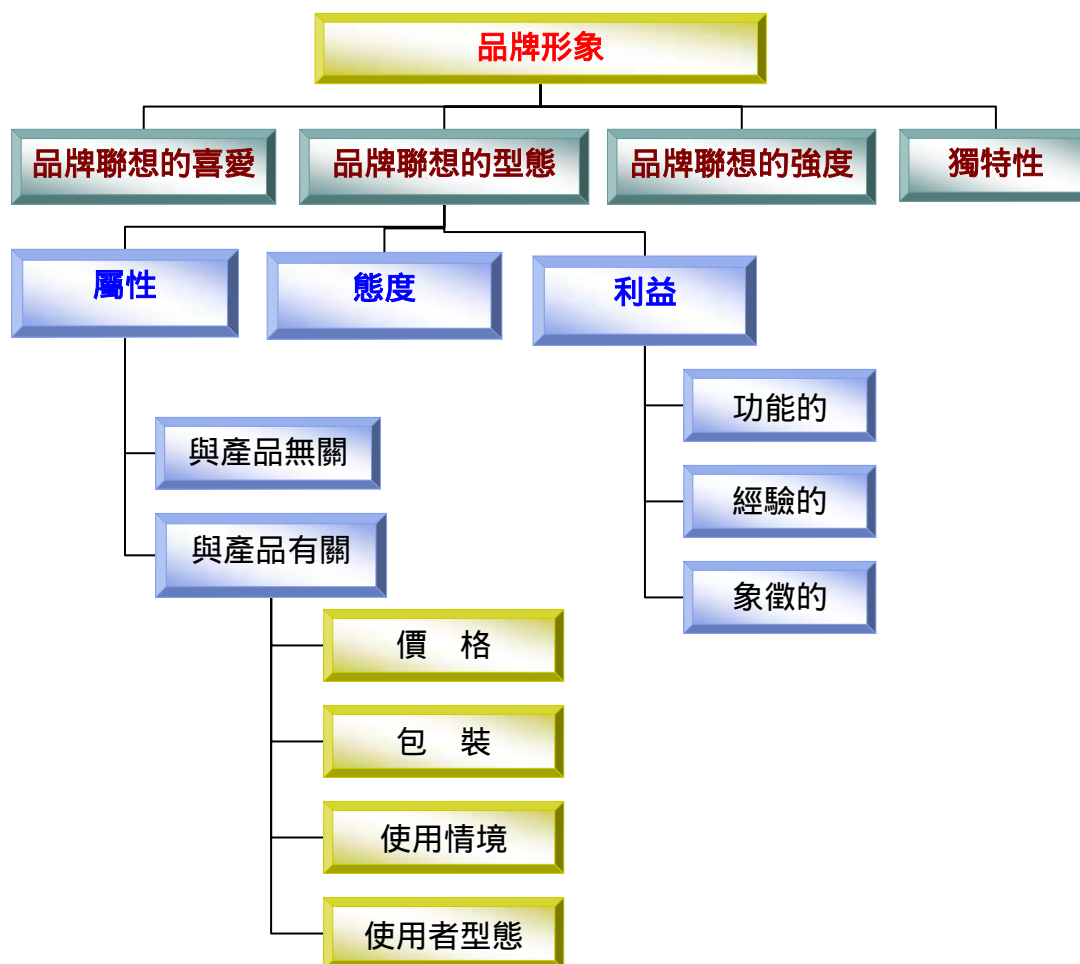 品牌形象
品牌聯想的喜愛
品牌聯想的型態
品牌聯想的強度
獨特性
屬性
態度
利益
與產品無關
與產品有關
價　格
包　裝
使用情境
使用者型態
功能的
經驗的
象徵的